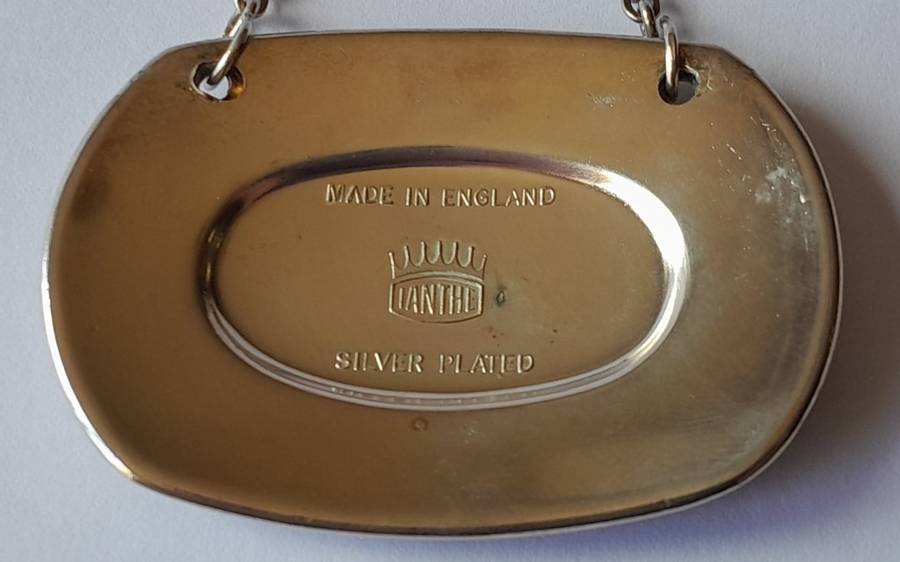 MADE IN ENGLAND
IANTHE
SILVER PLATED